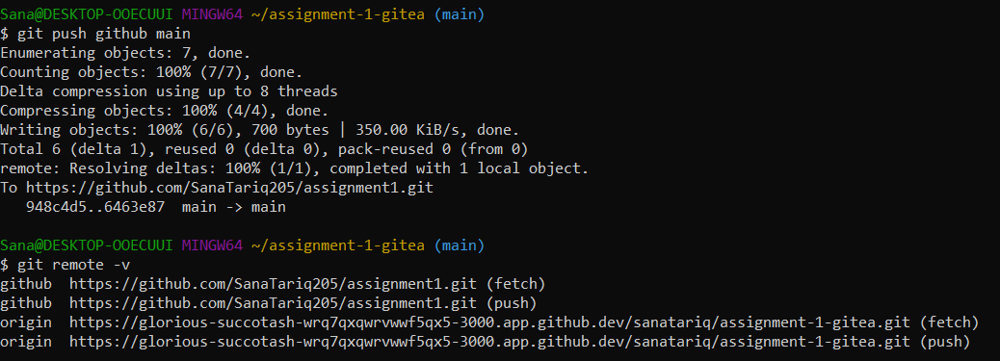 Sana@DESKTOP-OOECUUI MINGW64 ~/assignment-1-gitea (main)
$ git push github main
Enumerating objects: 7, done.
Counting objects: 100% (7/7), done.
Delta compression using up to 8 threads
Compressing objects: 100% (4/4), done.
Writing objects: 100% (6/6), 700 bytes | 350.00 KiB/s, done.
Total 6 (delta 1), reused 0 (delta 0), pack-reused 0 (from 0)
remote: Resolving deltas: 100% (1/1), completed with 1 local object.
To https://github.com/SanaTariq205/assignment1.git
   948c4d5..6463e87  main -> main
Sana@DESKTOP-OOECUUI MINGW64 ~/assignment-1-gitea (main)
$ git remote -v
github  https://github.com/SanaTariq205/assignment1.git (fetch)
github  https://github.com/SanaTariq205/assignment1.git (push)
origin  https://glorious-succotash-wrq7qxqwrvwwf5qx5-3000.app.github.dev/sanatariq/assignment-1-gitea.git (fetch)
origin  https://glorious-succotash-wrq7qxqwrvwwf5qx5-3000.app.github.dev/sanatariq/assignment-1-gitea.git (push)